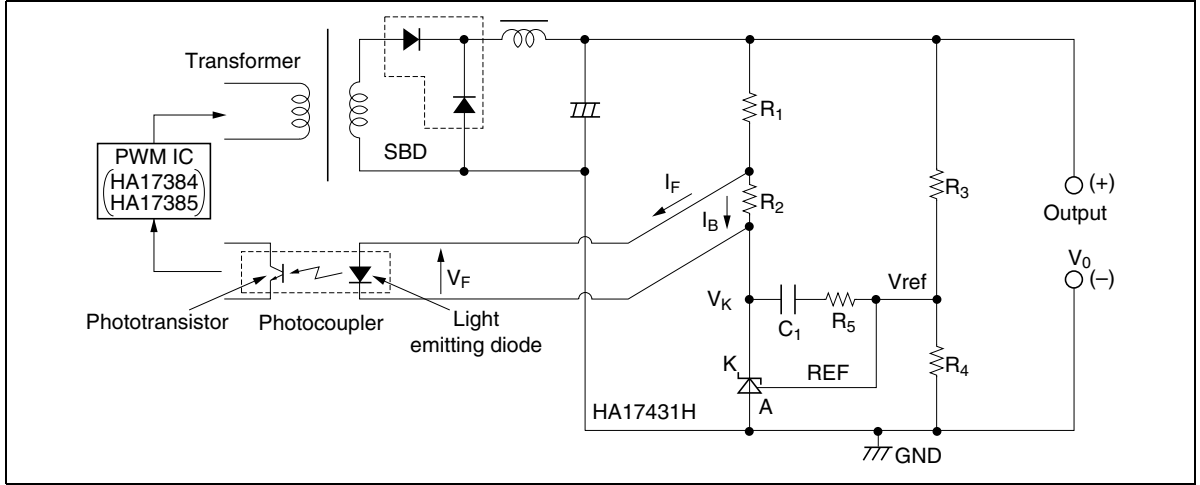 Transformer
SBD
PWM IC
(HA17384
HA17385)
R1
IF
R2
IB
R3
(+)
Output
V0
(–)
VF
Phototransistor
Photocoupler
Light
emitting diode
VK
C1
R5
Vref
K
REF
A
R4
HA17431H
GND